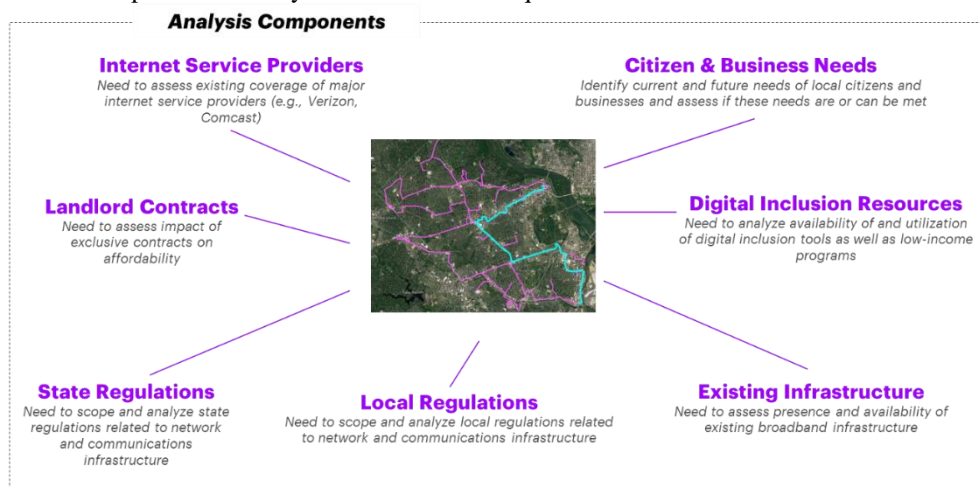 Analysis Components
Internet Service Providers
Need to assess existing coverage of major
internet service providers (e.g., Verizon,
Comcast)
Citizen & Business Needs
Identify current and future needs of local citizens
and businesses and assess if these needs are or can be met
Landlord Contracts
Need to assess impact of
exclusive contracts on
affordability
Digital Inclusion Resources
Need to analyze availability of and utilization
of digital inclusion tools as well as low-income
programs
State Regulations
Need to scope and analyze state
regulations related to network
and communications
infrastructure
Local Regulations
Need to scope and analyze local regulations related
to network and communications infrastructure
Existing Infrastructure
Need to assess presence and availability of
existing broadband infrastructure